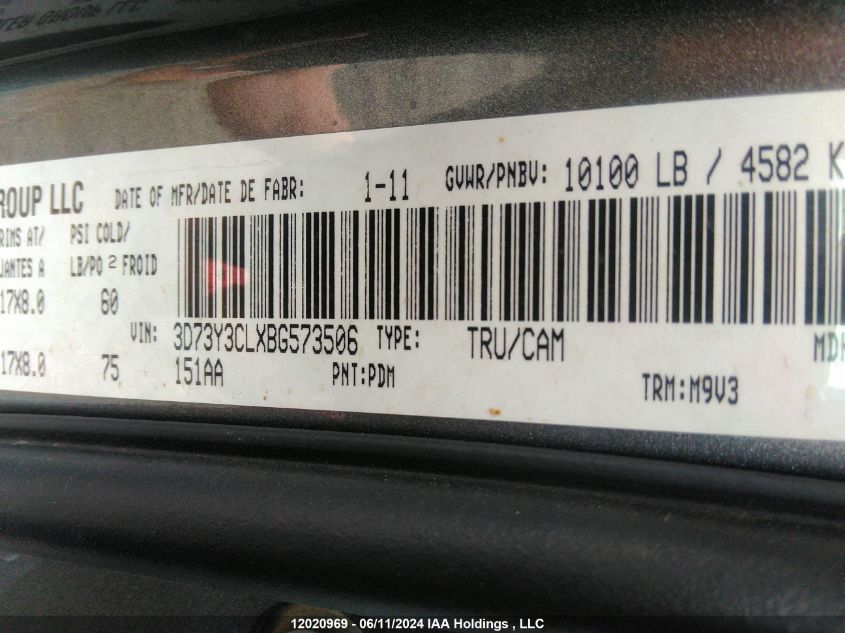 ROUP LLC DATE OF MFR/DATE DE FABR: 1-11 GVWR/PNBV: 10100 LB / 4582 K
RIMS AT/ PSI COLD/
JANTES A LB/PO 2 FROID
17X8.0 60
VIN: 3D73Y3CLXBG573506 TYPE: TRU/CAM MDH
17X8.0 75 151AA PNT:PDM TRM:M9V3
12020969 - 06/11/2024 IAA Holdings , LLC